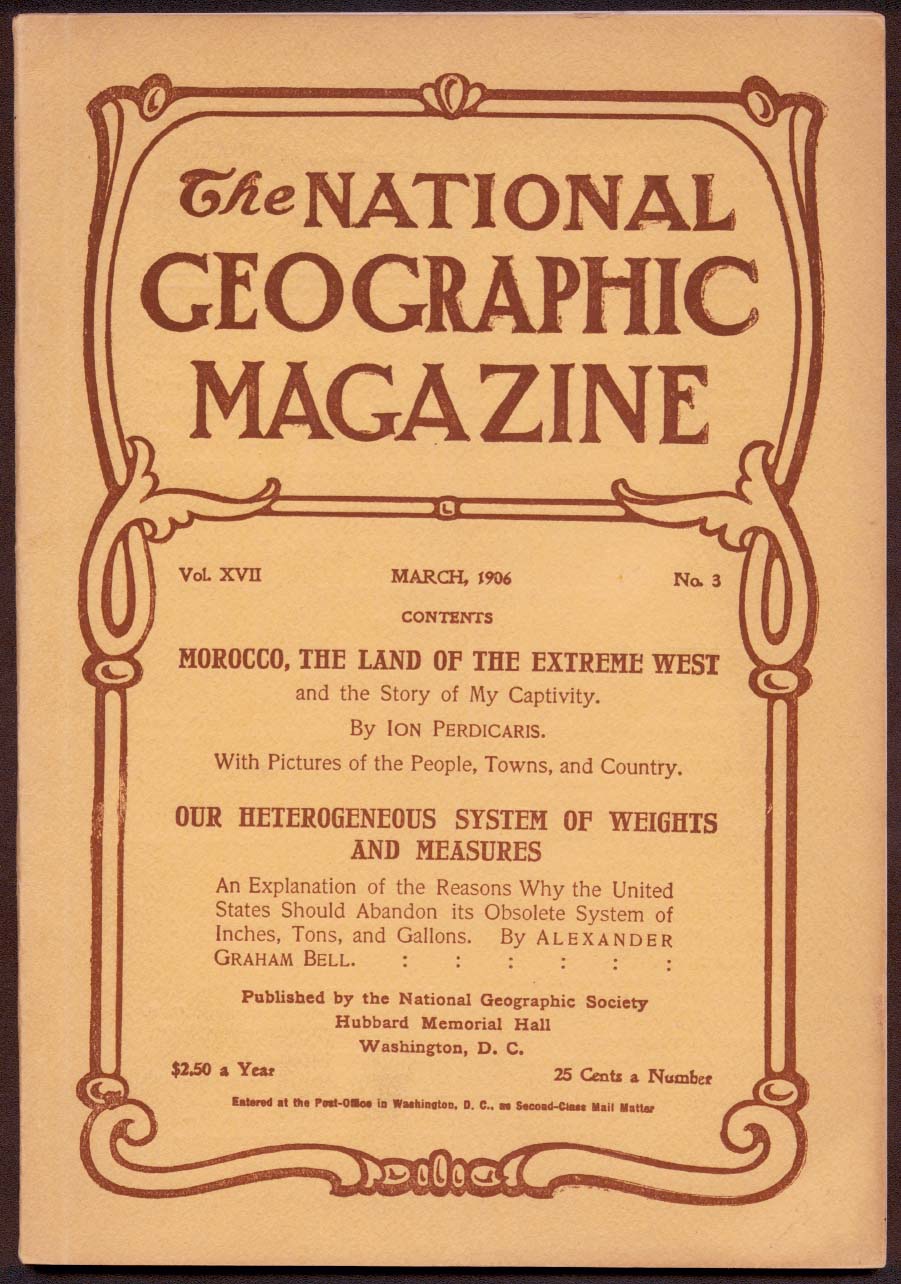 The NATIONAL
GEOGRAPHIC
MAGAZINE
Vol. XVII MARCH, 1906 No. 3
CONTENTS
MOROCCO, THE LAND OF THE EXTREME WEST
and the Story of My Captivity.
By ION PERDICARIS.
With Pictures of the People, Towns, and Country.
OUR HETEROGENEOUS SYSTEM OF WEIGHTS
AND MEASURES
An Explanation of the Reasons Why the United
States Should Abandon its Obsolete System of
Inches, Tons, and Gallons. By ALEXANDER
GRAHAM BELL. : : : : : :
Published by the National Geographic Society
Hubbard Memorial Hall
Washington, D. C.
$2.50 a Year 25 Cents a Number
Entered at the Post-Office in Washington, D. C., as Second-Class Mail Matter